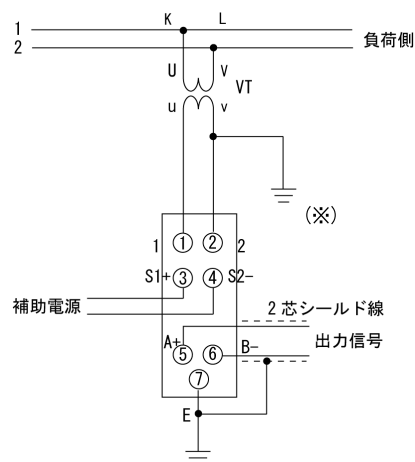 K L
1
2
負荷側
U V
VT
u v
(※)
1 ① ② 2
S1+ ③ ④ S2-
補助電源
2芯シールド線
A+ 出力信号
⑤ ⑥ B-
⑦
E